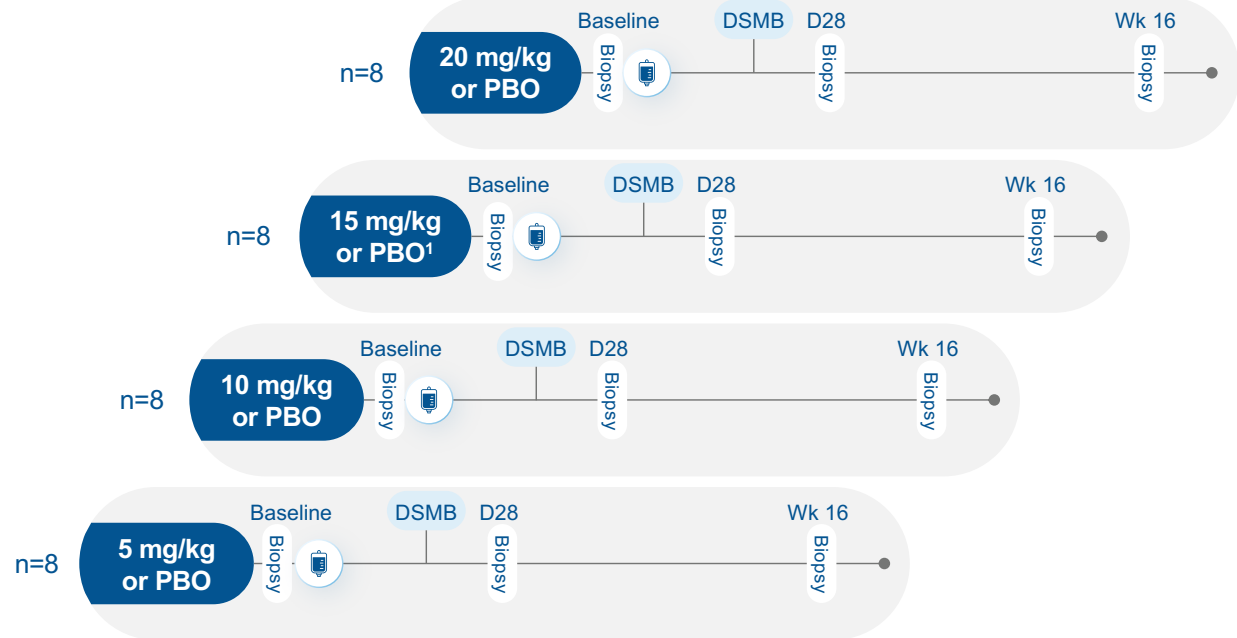 Baseline
DSMB
D28
Wk 16
n=8
20 mg/kg
or PBO
Biopsy
Biopsy
Biopsy
Baseline
DSMB
D28
Wk 16
n=8
15 mg/kg
or PBO¹
Biopsy
Biopsy
Biopsy
Baseline
DSMB
D28
Wk 16
n=8
10 mg/kg
or PBO
Biopsy
Biopsy
Biopsy
Baseline
DSMB
D28
Wk 16
n=8
5 mg/kg
or PBO
Biopsy
Biopsy
Biopsy